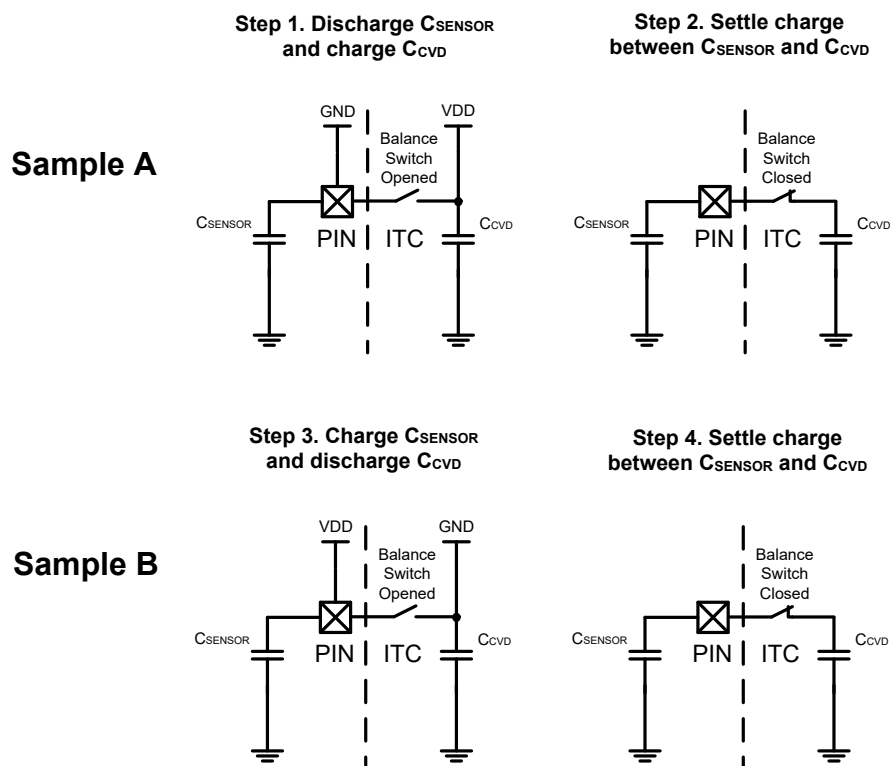 Step 1. Discharge CSENSOR
and charge CCVD
Step 2. Settle charge
between CSENSOR and CCVD
Sample A
GND
VDD
Balance
Switch
Opened
CSENSOR
PIN
ITC
CCVD
Balance
Switch
Closed
CSENSOR
PIN
ITC
CCVD
Step 3. Charge CSENSOR
and discharge CCVD
Step 4. Settle charge
between CSENSOR and CCVD
Sample B
VDD
GND
Balance
Switch
Opened
CSENSOR
PIN
ITC
CCVD
Balance
Switch
Closed
CSENSOR
PIN
ITC
CCVD